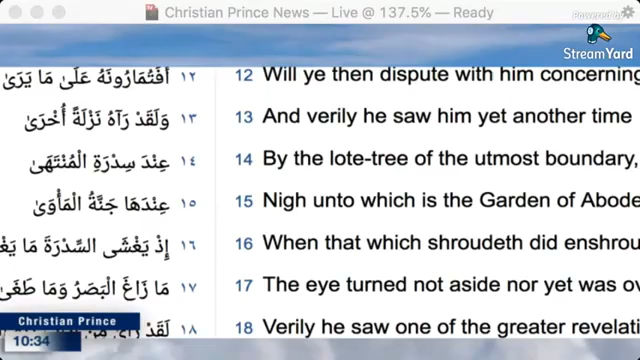 Christian Prince News – Live @ 137.5% – Ready
Powered by
StreamYard
أَفَتُمَارُونَهُ عَلَىٰ مَا يَرَىٰ ١٢
12 Will ye then dispute with him concerning
وَلَقَدْ رَآهُ نَزْلَةً أُخْرَىٰ ١٣
13 And verily he saw him yet another time
عِنْدَ سِدْرَةِ الْمُنْتَهَىٰ ١٤
14 By the lote-tree of the utmost boundary,
عِنْدَهَا جَنَّةُ الْمَأْوَىٰ ١٥
15 Nigh unto which is the Garden of Abode
إِذْ يَغْشَى السِّدْرَةَ مَا ١٦
16 When that which shroudeth did enshrou
مَا زَاغَ الْبَصَرُ وَمَا طَغَىٰ ١٧
17 The eye turned not aside nor yet was ov
لَقَدْ ١٨
18 Verily he saw one of the greater revelati
Christian Prince
10:34